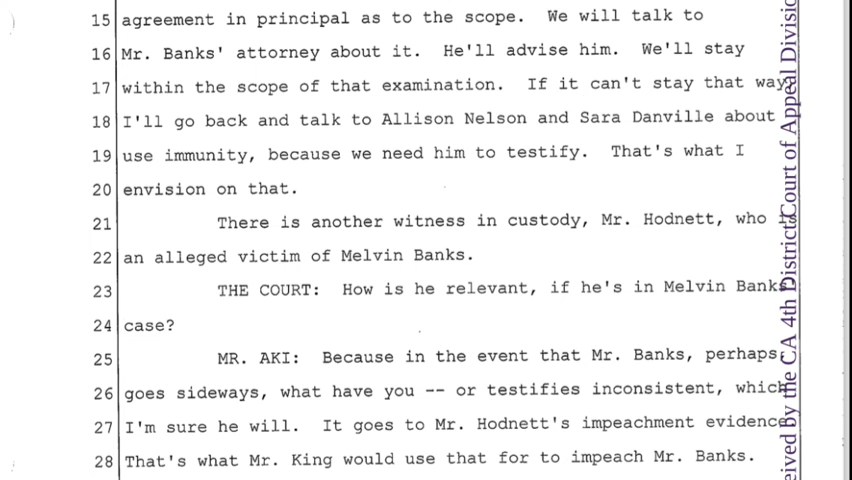 15 agreement in principal as to the scope. We will talk to
16 Mr. Banks' attorney about it. He'll advise him. We'll stay
17 within the scope of that examination. If it can't stay that way
18 I'll go back and talk to Allison Nelson and Sara Danville about
19 use immunity, because we need him to testify. That's what I
20 envision on that.
21 There is another witness in custody, Mr. Hodnett, who is
22 an alleged victim of Melvin Banks.
23 THE COURT: How is he relevant, if he's in Melvin Banks
24 case?
25 MR. AKI: Because in the event that Mr. Banks, perhaps,
26 goes sideways, what have you -- or testifies inconsistent, which
27 I'm sure he will. It goes to Mr. Hodnett's impeachment evidence
28 That's what Mr. King would use that for to impeach Mr. Banks.
eived by the CA 4th District Court of Appeal Divisio